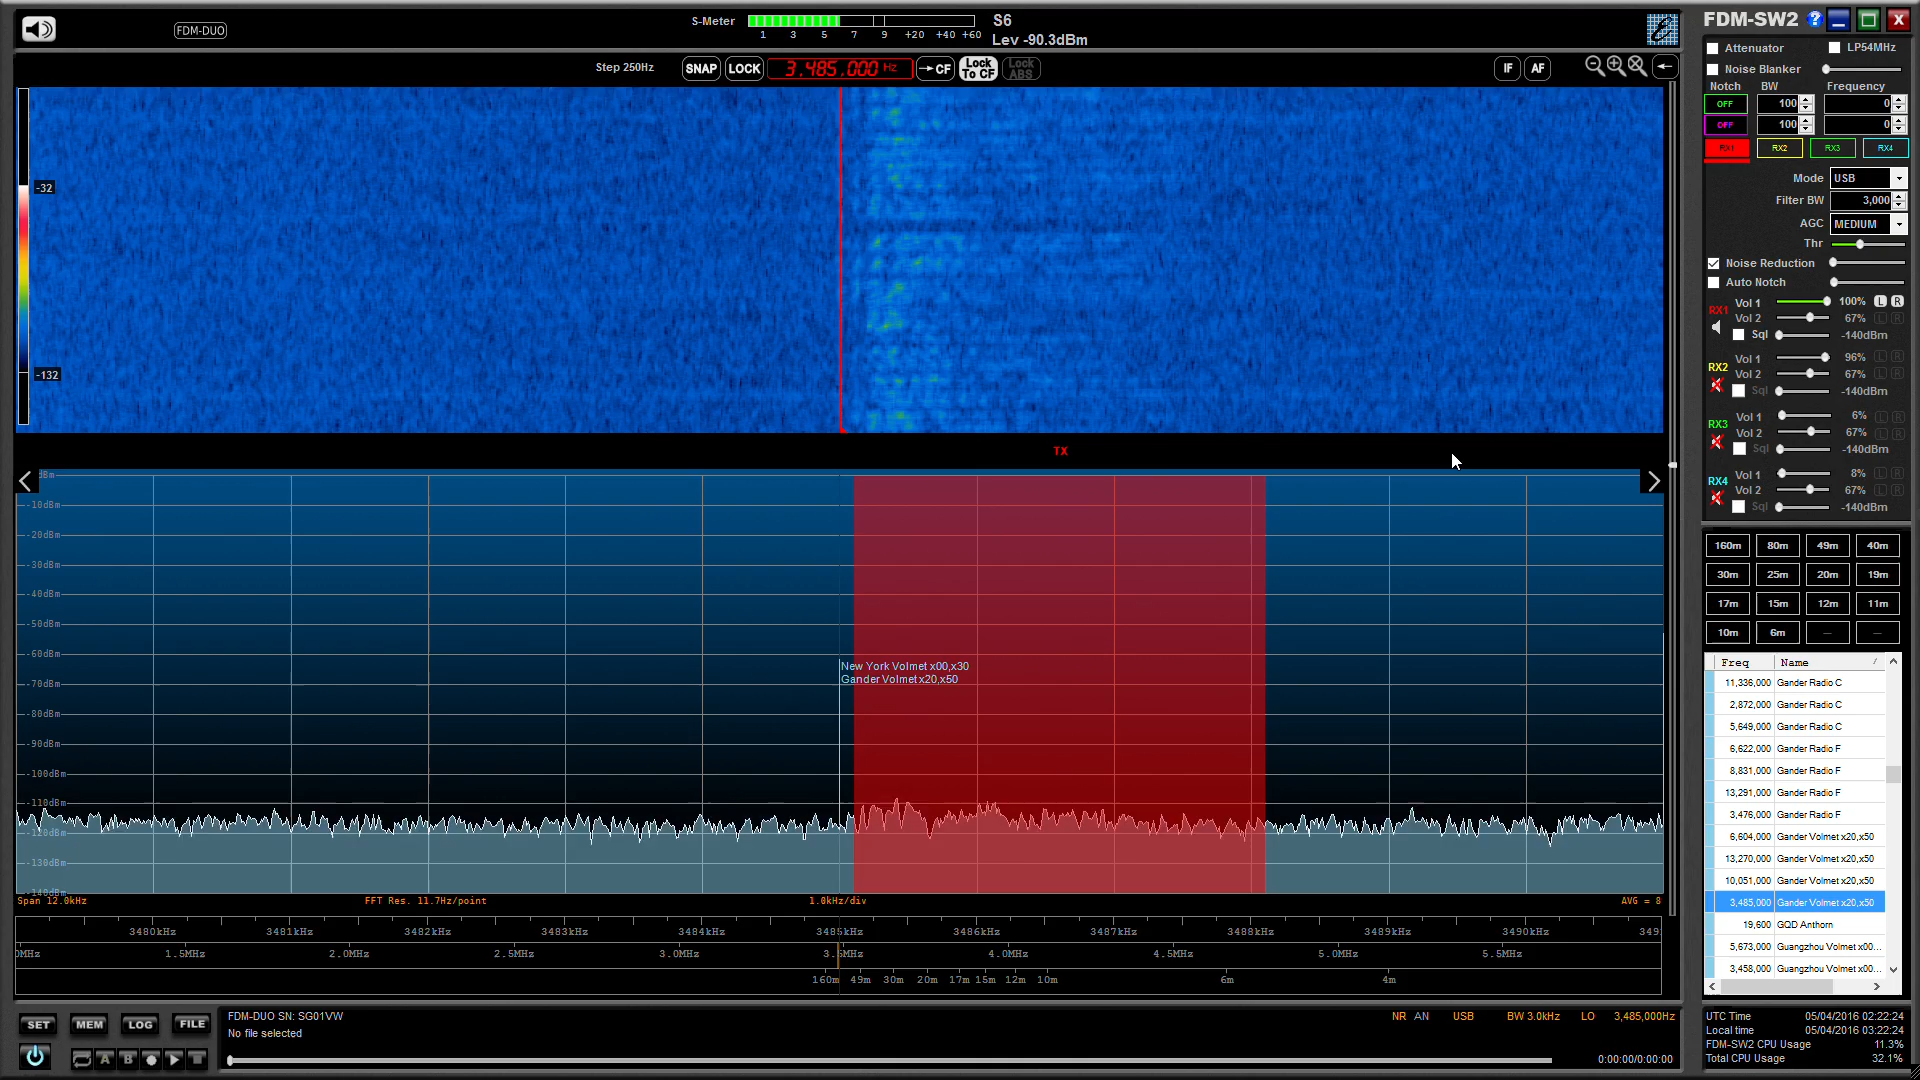 FDM-DUO
S-Meter
1 3 5 7 9 +20 +40 +60
S6
Lev -90.3dBm
FDM-SW2
Step 250Hz
SNAP LOCK 3.485.000 Hz →CF Lock To CF Lock ABS
IF AF
-32
-132
TX
dBm
-10dBm
-20dBm
-30dBm
-40dBm
-50dBm
-60dBm
-70dBm
-80dBm
-90dBm
-100dBm
-110dBm
-120dBm
-130dBm
-140dBm
New York Volmet x00,x30
Gander Volmet x20,x50
Span 12.0kHz FFT Res. 11.7Hz/point 1.0kHz/div AVG = 8
3480kHz 3481kHz 3482kHz 3483kHz 3484kHz 3485kHz 3486kHz 3487kHz 3488kHz 3489kHz 3490kHz 349
MHz 1.5MHz 2.0MHz 2.5MHz 3.0MHz 3.5MHz 4.0MHz 4.5MHz 5.0MHz 5.5MHz
160m 49m 30m 20m 17m 15m 12m 10m 6m 4m
SET MEM LOG FILE
A B
FDM-DUO SN: SG01VW
No file selected
NR AN USB BW 3.0kHz LO 3,485,000Hz
0:00:00/0:00:00
Attenuator LP54MHz
Noise Blanker
Notch BW Frequency
OFF 100 0
OFF 100 0
RX1 RX2 RX3 RX4
Mode USB
Filter BW 3,000
AGC MEDIUM
Thr
Noise Reduction
Auto Notch
RX1 Vol 1 100% L R
Vol 2 67% L R
Sql -140dBm
RX2 Vol 1 96% L R
Vol 2 67% L R
Sql -140dBm
RX3 Vol 1 6% L R
Vol 2 67% L R
Sql -140dBm
RX4 Vol 1 8% L R
Vol 2 67% L R
Sql -140dBm
160m 80m 49m 40m
30m 25m 20m 19m
17m 15m 12m 11m
10m 6m — —
Freq Name
11,336,000 Gander Radio C
2,872,000 Gander Radio C
5,649,000 Gander Radio C
6,622,000 Gander Radio F
8,831,000 Gander Radio F
13,291,000 Gander Radio F
3,476,000 Gander Radio F
6,604,000 Gander Volmet x20,x50
13,270,000 Gander Volmet x20,x50
10,051,000 Gander Volmet x20,x50
3,485,000 Gander Volmet x20,x50
19,600 GQD Anthorn
5,673,000 Guangzhou Volmet x00...
3,458,000 Guangzhou Volmet x00...
UTC Time 05/04/2016 02:22:24
Local time 05/04/2016 03:22:24
FDM-SW2 CPU Usage 11.3%
Total CPU Usage 32.1%